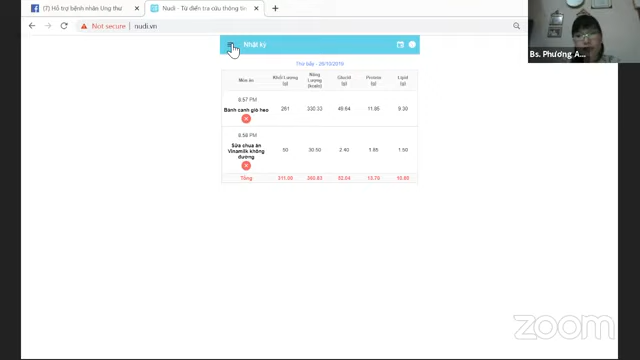 (7) Hỗ trợ bệnh nhân Ung thư
Nudi - Từ điển tra cứu thông tin
Not secure | nudi.vn
Bs. Phương A...
Nhật ký
Thứ bảy - 26/10/2019
Món ăn
Khối Lượng (g)
Năng Lượng (kcaln)
Glucid (g)
Protein (g)
Lipid (g)
8:57 PM
Bánh canh giò heo
261 330.33 49.64 11.85 9.30
8:58 PM
Sữa chua ăn Vinamilk không đường
50 30.50 2.40 1.85 1.50
Tổng 311.00 360.83 52.04 13.70 10.80
zoom